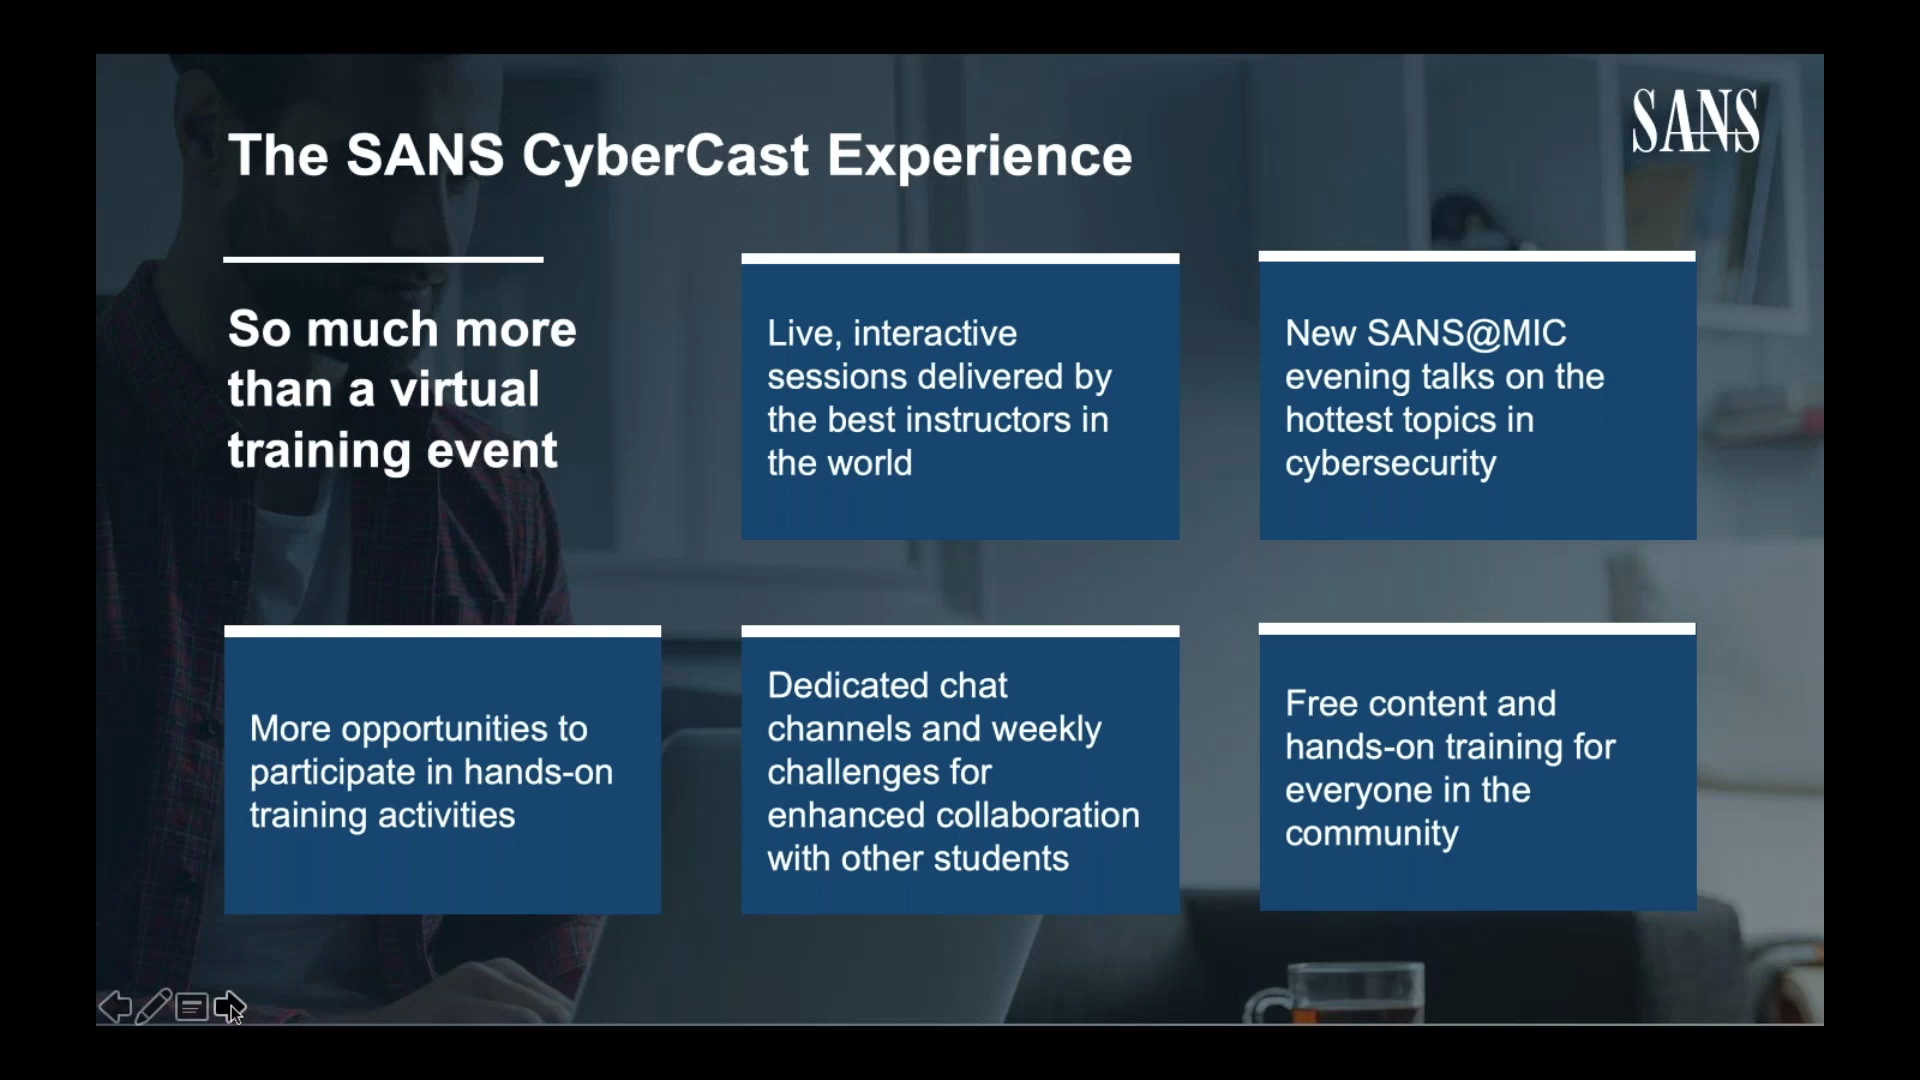 The SANS CyberCast Experience
SANS
So much more
than a virtual
training event
Live, interactive
sessions delivered by
the best instructors in
the world
New SANS@MIC
evening talks on the
hottest topics in
cybersecurity
More opportunities to
participate in hands-on
training activities
Dedicated chat
channels and weekly
challenges for
enhanced collaboration
with other students
Free content and
hands-on training for
everyone in the
community